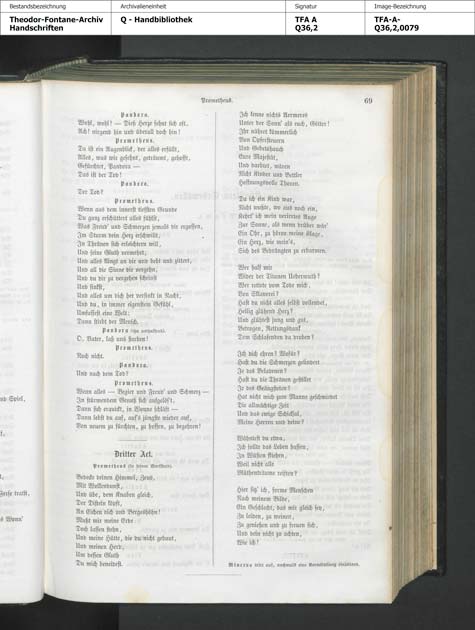 Bestandsbezeichnung
Archivalieneinheit
Signatur
Image-Bezeichnung
Theodor-Fontane-Archiv
Handschriften
Q - Handbibliothek
TFA A
Q36,2
TFA-A-
Q36,2,0079
Prometheus.
69
Pandora.
Wohl, wohl! — Dieß Herze sehnt sich oft,
Ach! nirgend hin und überall doch hin!
Prometheus.
Da ist ein Augenblick, der alles erfüllt,
Alles, was wir gesehnt, geträumt, gehofft,
Gefürchtet, Pandora —
Das ist der Tod!
Pandora.
Der Tod?
Prometheus.
Wenn aus dem innerst tiefsten Grunde
Du ganz erschüttert alles fühlst,
Was Freud' und Schmerzen jemals dir ergossen,
Im Sturm dein Herz erschwillt,
In Thränen sich erleichtern will,
Und seine Gluth vermehrt,
Und alles klingt an dir und bebt und zittert,
Und all die Sinne dir vergehn,
Und du dir zu vergehen scheinst
Und sinkst,
Und alles um dich her versinkt in Nacht,
Und du, in inner eigenstem Gefühl,
Umfassest eine Welt;
Dann stirbt der Mensch.
Pandora (ihn umhalsend).
O, Vater, laß uns sterben!
Prometheus.
Noch nicht.
Pandora.
Und nach dem Tod?
Prometheus.
Wenn alles — Begier und Freud' und Schmerz —
Im stürmenden Genuß sich aufgelöst,
Dann sich erquickt, in Wonne schläft —
Dann lebst du auf, auf's jüngste wieder auf,
Von neuem zu fürchten, zu hoffen, zu begehren!
Dritter Act.
Prometheus (in seiner Werkstatt).
Bedecke deinen Himmel, Zeus,
Mit Wolkendunst,
Und übe, dem Knaben gleich,
Der Disteln köpft,
An Eichen dich und Bergeshöhn!
Mußt mir meine Erde
Doch lassen stehn,
Und meine Hütte, die du nicht gebaut,
Und meinen Herd,
Um dessen Gluth
Du mich beneidest.
Ich kenne nichts Aermeres
Unter der Sonn' als euch, Götter!
Ihr nähret kümmerlich
Von Opfersteuern
Und Gebetshauch
Eure Majestät,
Und darbtet, wären
Nicht Kinder und Bettler
Hoffnungsvolle Thoren.
Da ich ein Kind war,
Nicht wußte, wo aus noch ein,
Kehrt' ich mein verirrtes Auge
Zur Sonne, als wenn drüber wär'
Ein Ohr, zu hören meine Klage,
Ein Herz, wie mein's,
Sich des Bedrängten zu erbarmen.
Wer half mir
Wider der Titanen Uebermuth?
Wer rettete vom Tode mich,
Von Sklaverei?
Hast du nicht alles selbst vollendet,
Heilig glühend Herz?
Und glühtest jung und gut,
Betrogen, Rettungsdank
Dem Schlafenden da droben?
Ich dich ehren? Wofür?
Hast du die Schmerzen gelindert
Je des Beladenen?
Hast du die Thränen gestillet
Je des Geängsteten?
Hat nicht mich zum Manne geschmiedet
Die allmächtige Zeit
Und das ewige Schicksal,
Meine Herren und deine?
Wähntest du etwa,
Ich sollte das Leben hassen,
In Wüsten fliehen,
Weil nicht alle
Blüthenträume reiften?
Hier sitz' ich, forme Menschen
Nach meinem Bilde,
Ein Geschlecht, das mir gleich sey,
Zu leiden, zu weinen,
Zu genießen und zu freuen sich,
Und dein nicht zu achten,
Wie ich!
Minerva tritt auf, nochmals eine Vermittelung einleitend.
und Spiel,